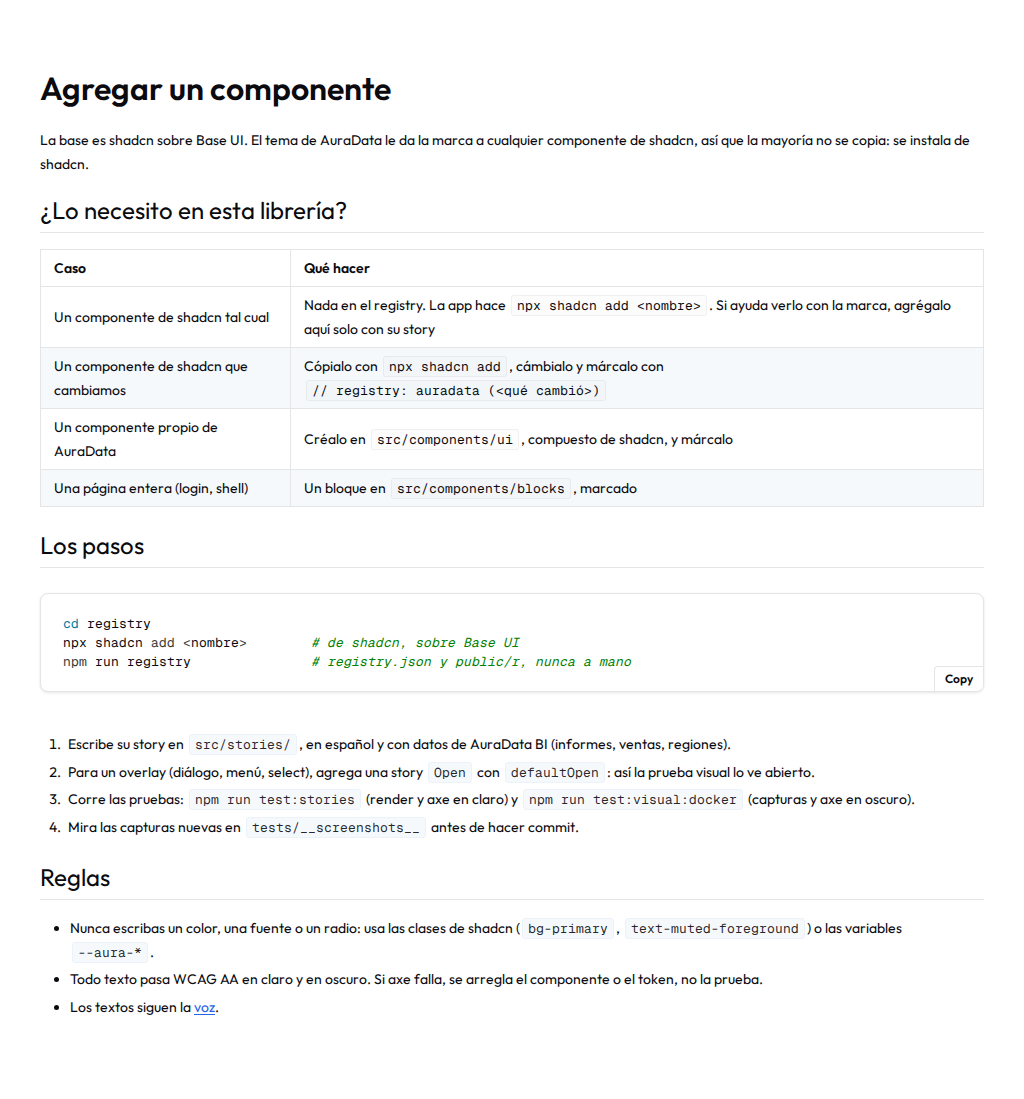 Agregar un componente
La base es shadcn sobre Base UI. El tema de AuraData le da la marca a cualquier componente de shadcn, así que la mayoría no se copia: se instala de
shadcn.
¿Lo necesito en esta librería?
Caso
Qué hacer
Un componente de shadcn tal cual
Nada en el registry. La app hace npx shadcn add <nombre> . Si ayuda verlo con la marca, agrégalo
aquí solo con su story
Un componente de shadcn que
cambiamos
Cópialo con npx shadcn add , cámbialo y márcalo con
// registry: auradata (<qué cambió>)
Un componente propio de
AuraData
Créalo en src/components/ui , compuesto de shadcn, y márcalo
Una página entera (login, shell)
Un bloque en src/components/blocks , marcado
Los pasos
cd registry
npx shadcn add <nombre> # de shadcn, sobre Base UI
npm run registry # registry.json y public/r, nunca a mano
Copy
1. Escribe su story en src/stories/ , en español y con datos de AuraData BI (informes, ventas, regiones).
2. Para un overlay (diálogo, menú, select), agrega una story Open con defaultOpen : así la prueba visual lo ve abierto.
3. Corre las pruebas: npm run test:stories (render y axe en claro) y npm run test:visual:docker (capturas y axe en oscuro).
4. Mira las capturas nuevas en tests/__screenshots__ antes de hacer commit.
Reglas
• Nunca escribas un color, una fuente o un radio: usa las clases de shadcn ( bg-primary , text-muted-foreground ) o las variables
--aura-* .
• Todo texto pasa WCAG AA en claro y en oscuro. Si axe falla, se arregla el componente o el token, no la prueba.
• Los textos siguen la voz.